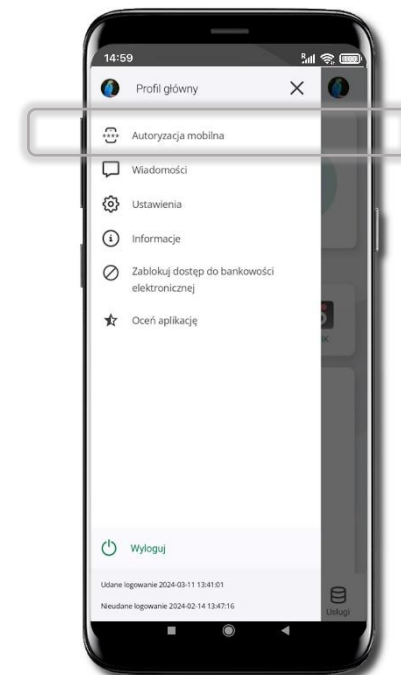 14:59
Profil główny
Autoryzacja mobilna
Wiadomości
Ustawienia
Informacje
Zablokuj dostęp do bankowości
elektronicznej
Oceń aplikację
Wyloguj
Udane logowanie 2024-03-11 13:41:01
Nieudane logowanie 2024-02-14 13:47:16
Usługi